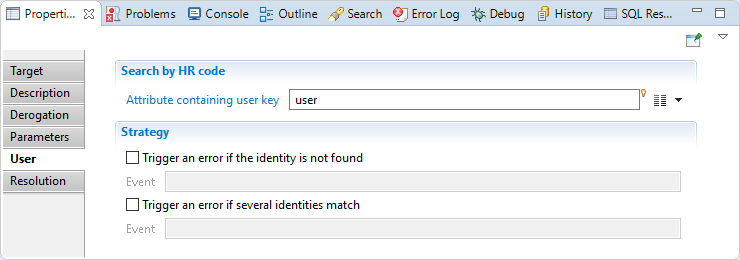 Properti... Problems Console Outline Search Error Log Debug History SQL Res...
Target
Description
Derogation
Parameters
User
Resolution
Search by HR code
Attribute containing user key user
Strategy
Trigger an error if the identity is not found
Event
Trigger an error if several identities match
Event